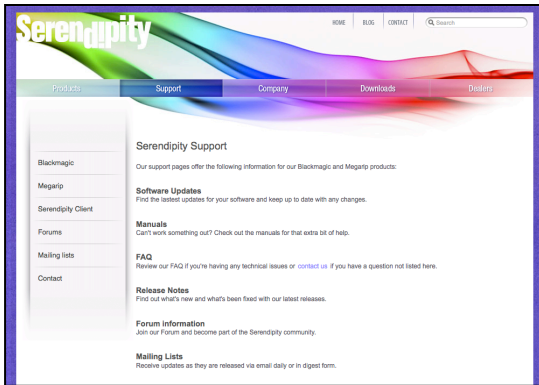 Serendipity
HOME BLOG CONTACT Search
Products Support Company Downloads Dealers
Blackmagic
Megarip
Serendipity Client
Forums
Mailing lists
Contact
Serendipity Support
Our support pages offer the following information for our Blackmagic and Megarip products:
Software Updates
Find the lastest updates for your software and keep up to date with any changes.
Manuals
Can't work something out? Check out the manuals for that extra bit of help.
FAQ
Review our FAQ if you're having any technical issues or contact us if you have a question not listed here.
Release Notes
Find out what's new and what's been fixed with our latest releases.
Forum information
Join our Forum and become part of the Serendipity community.
Mailing Lists
Receive updates as they are released via email daily or in digest form.